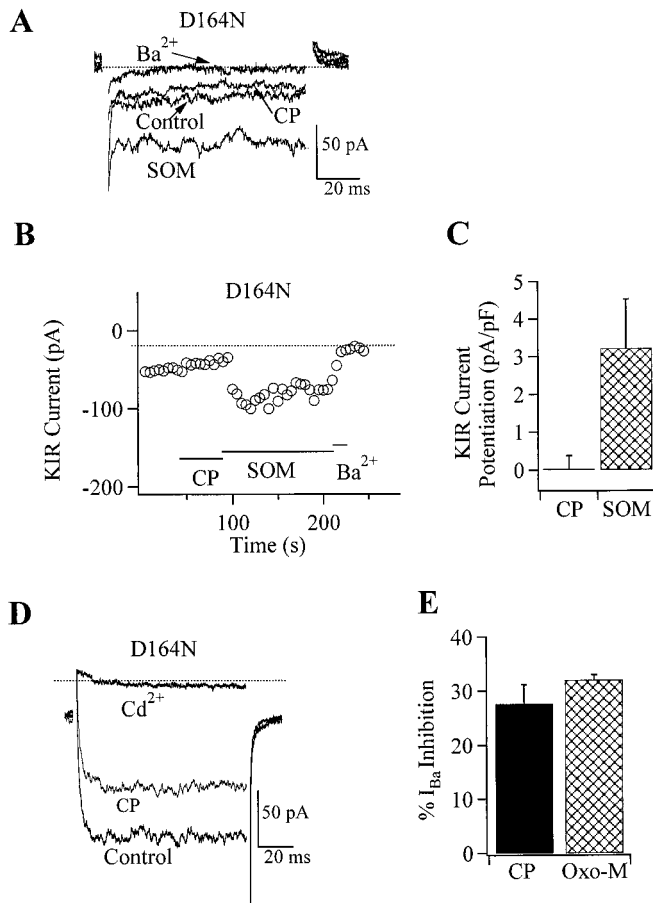 A
D164N
Ba2+
CP
Control
SOM
50 pA
20 ms
B
D164N
KIR Current (pA)
0
-100
-200
CP
SOM
Ba2+
100
200
Time (s)
C
KIR Current
Potentiation (pA/pF)
5
4
3
2
1
0
CP
SOM
D
D164N
Cd2+
CP
Control
50 pA
20 ms
E
% IBa Inhibition
40
30
20
10
0
CP
Oxo-M